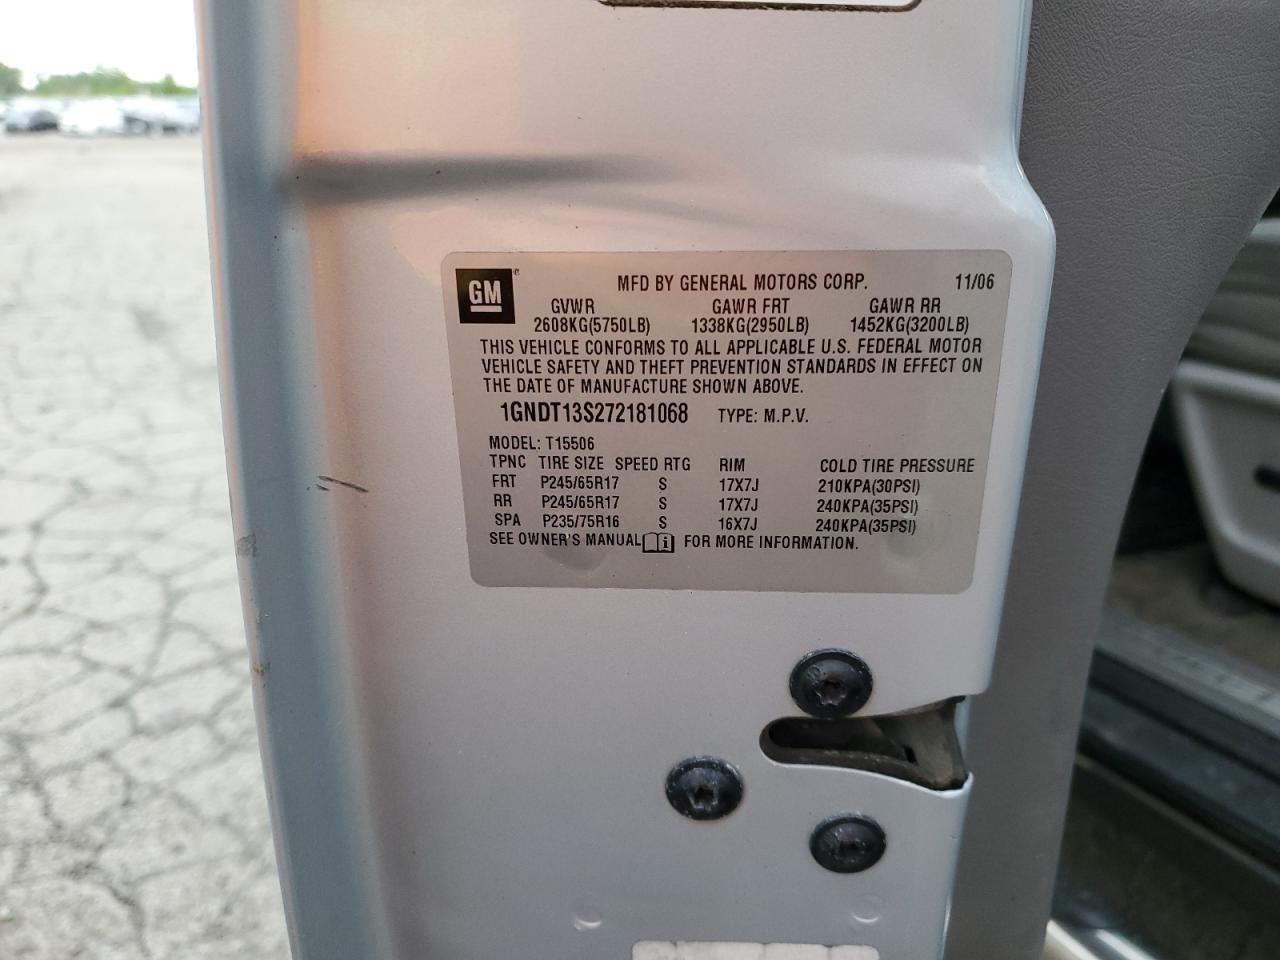 GM® MFD BY GENERAL MOTORS CORP. 11/06
GVWR GAWR FRT GAWR RR
2608KG(5750LB) 1338KG(2950LB) 1452KG(3200LB)
THIS VEHICLE CONFORMS TO ALL APPLICABLE U.S. FEDERAL MOTOR
VEHICLE SAFETY AND THEFT PREVENTION STANDARDS IN EFFECT ON
THE DATE OF MANUFACTURE SHOWN ABOVE.
1GNDT13S272181068 TYPE: M.P.V.
MODEL: T15506
TPNC TIRE SIZE SPEED RTG RIM COLD TIRE PRESSURE
FRT P245/65R17 S 17X7J 210KPA(30PSI)
RR P245/65R17 S 17X7J 240KPA(35PSI)
SPA P235/75R16 S 16X7J 240KPA(35PSI)
SEE OWNER'S MANUAL i FOR MORE INFORMATION.